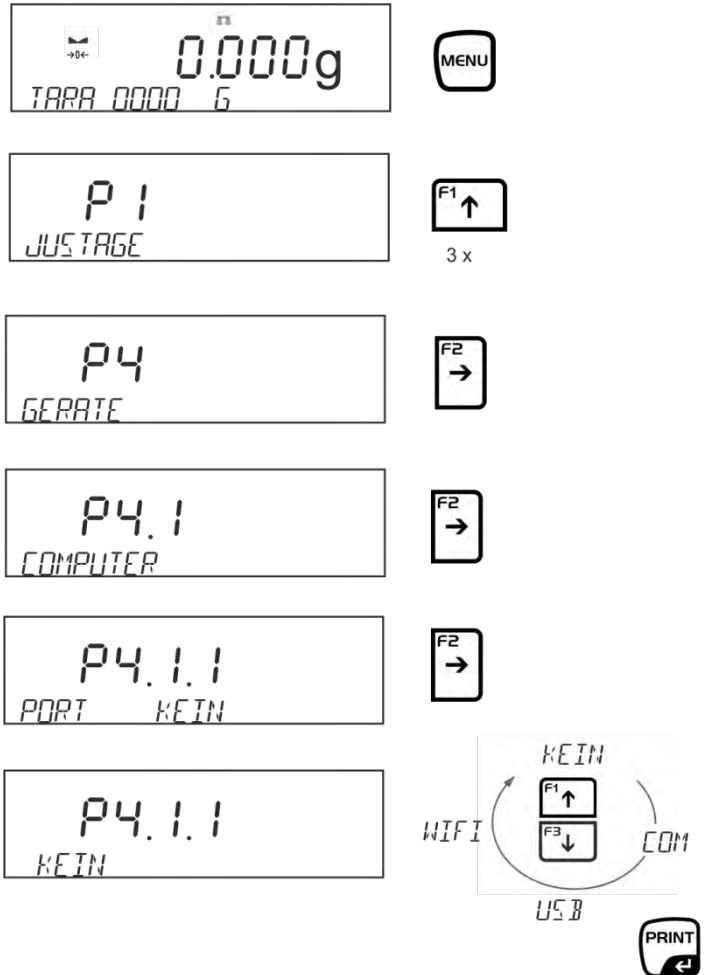 →0←
0.000g
TARA 0000 G
MENU
P1
JUSTAGE
F1 ↑
3 x
P4
GERATE
F2 →
P4.1
COMPUTER
F2 →
P4.1.1
PORT KEIN
F2 →
P4.1.1
KEIN
KEIN
F1 ↑
WIFI
F3 ↓
COM
USB
PRINT